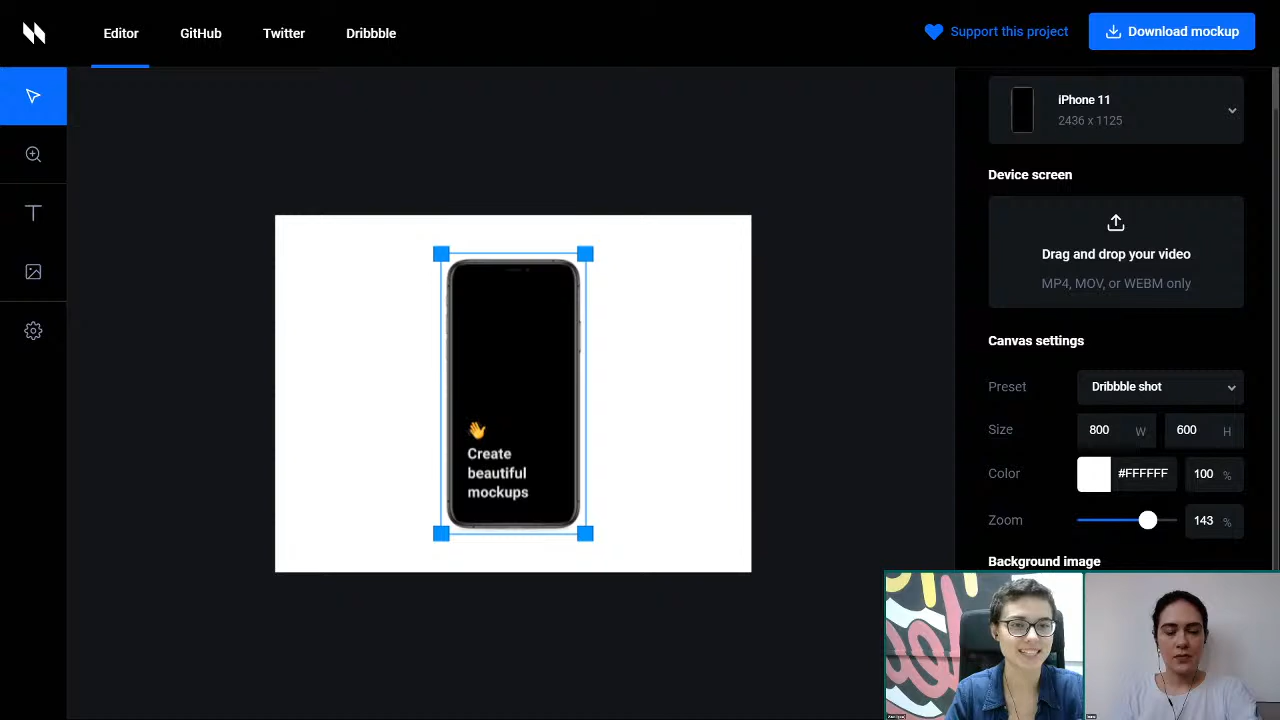 Editor GitHub Twitter Dribbble Support this project Download mockup
iPhone 11
2436 x 1125
Device screen
Drag and drop your video
MP4, MOV, or WEBM only
Canvas settings
Preset Dribbble shot
Size 800 W 600 H
Color #FFFFFF 100 %
Zoom 143 %
Background image
👋
Create
beautiful
mockups